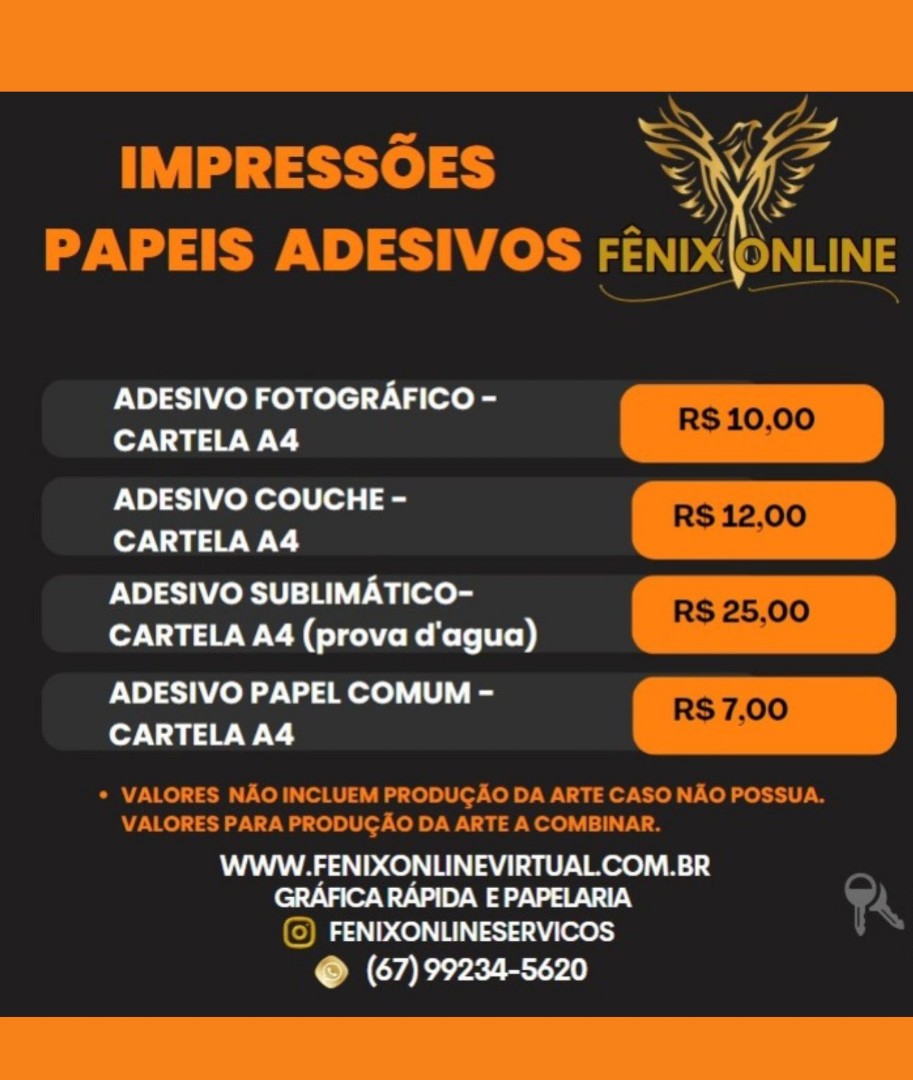 IMPRESSÕES
PAPEIS ADESIVOS
FÊNIX ONLINE
ADESIVO FOTOGRÁFICO -
CARTELA A4
R$ 10,00
ADESIVO COUCHE -
CARTELA A4
R$ 12,00
ADESIVO SUBLIMÁTICO-
CARTELA A4 (prova d'agua)
R$ 25,00
ADESIVO PAPEL COMUM -
CARTELA A4
R$ 7,00
• VALORES NÃO INCLUEM PRODUÇÃO DA ARTE CASO NÃO POSSUA.
VALORES PARA PRODUÇÃO DA ARTE A COMBINAR.
WWW.FENIXONLINEVIRTUAL.COM.BR
GRÁFICA RÁPIDA E PAPELARIA
FENIXONLINESERVICOS
(67) 99234-5620